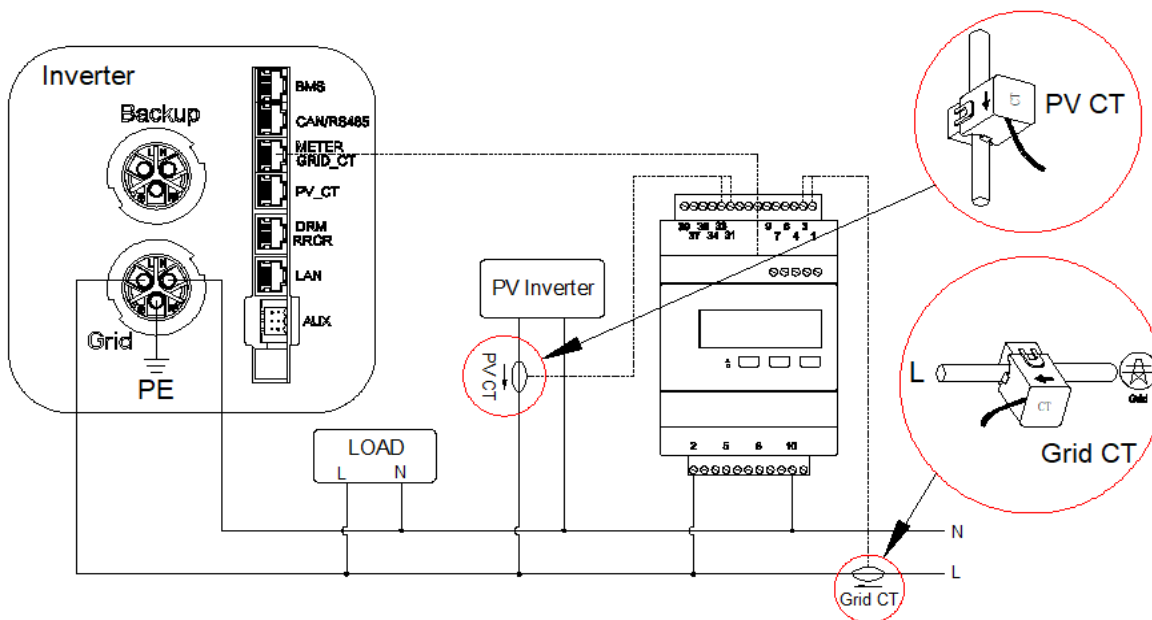 Inverter
Backup
L N
BMS
CAN/RS485
METER
GRID_CT
PV_CT
DRM
RRCR
LAN
AUX
L N
Grid
PE
PV CT
CT
39 36 33 9 6 3
37 34 31 7 4 1
PV Inverter
PV CT
LOAD
L N
2 5 8 10
L
Grid
CT
Grid CT
N
L
Grid CT